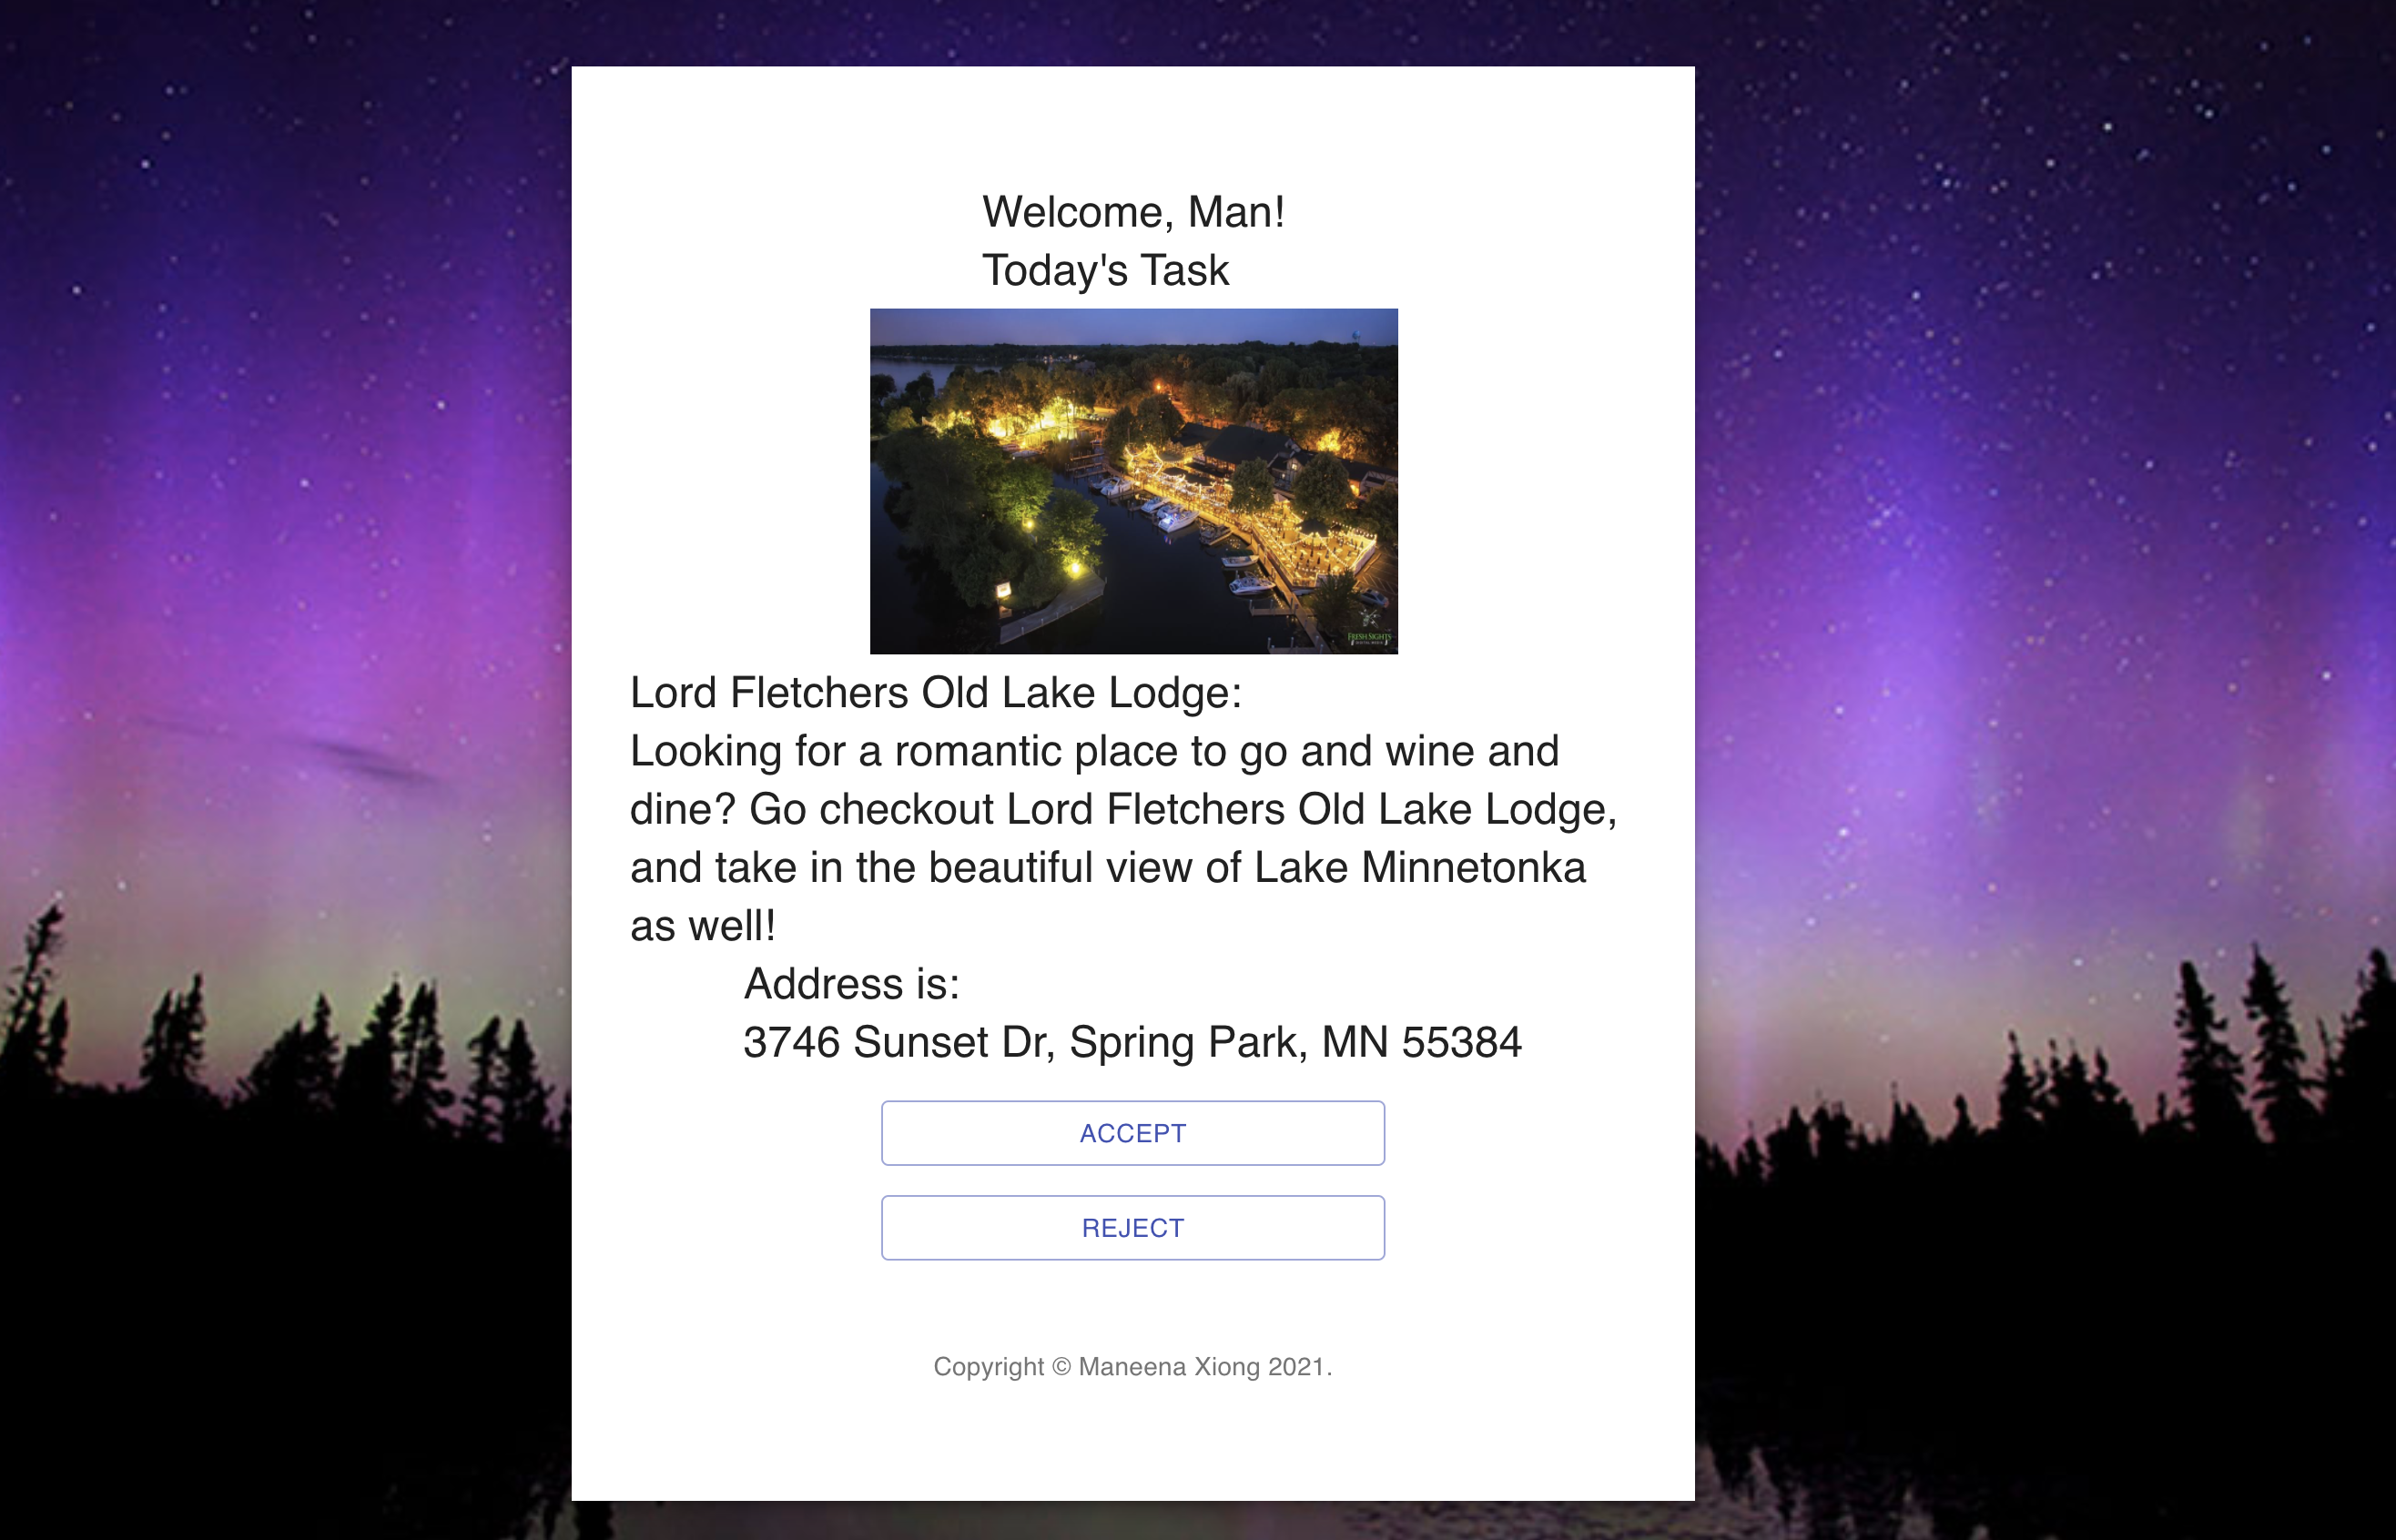 Welcome, Man!
Today's Task
FRESH SIGHTS
Lord Fletchers Old Lake Lodge:
Looking for a romantic place to go and wine and
dine? Go checkout Lord Fletchers Old Lake Lodge,
and take in the beautiful view of Lake Minnetonka
as well!
Address is:
3746 Sunset Dr, Spring Park, MN 55384
ACCEPT
REJECT
Copyright © Maneena Xiong 2021.